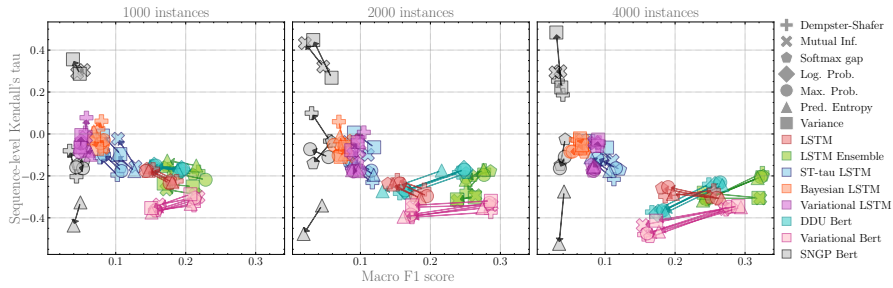 1000 instances
2000 instances
4000 instances
Sequence-level Kendall's tau
0.4
0.2
0.0
−0.2
−0.4
0.1
0.2
0.3
0.1
0.2
0.3
0.1
0.2
0.3
Macro F1 score
Dempster-Shafer
Mutual Inf.
Softmax gap
Log. Prob.
Max. Prob.
Pred. Entropy
Variance
LSTM
LSTM Ensemble
ST-tau LSTM
Bayesian LSTM
Variational LSTM
DDU Bert
Variational Bert
SNGP Bert